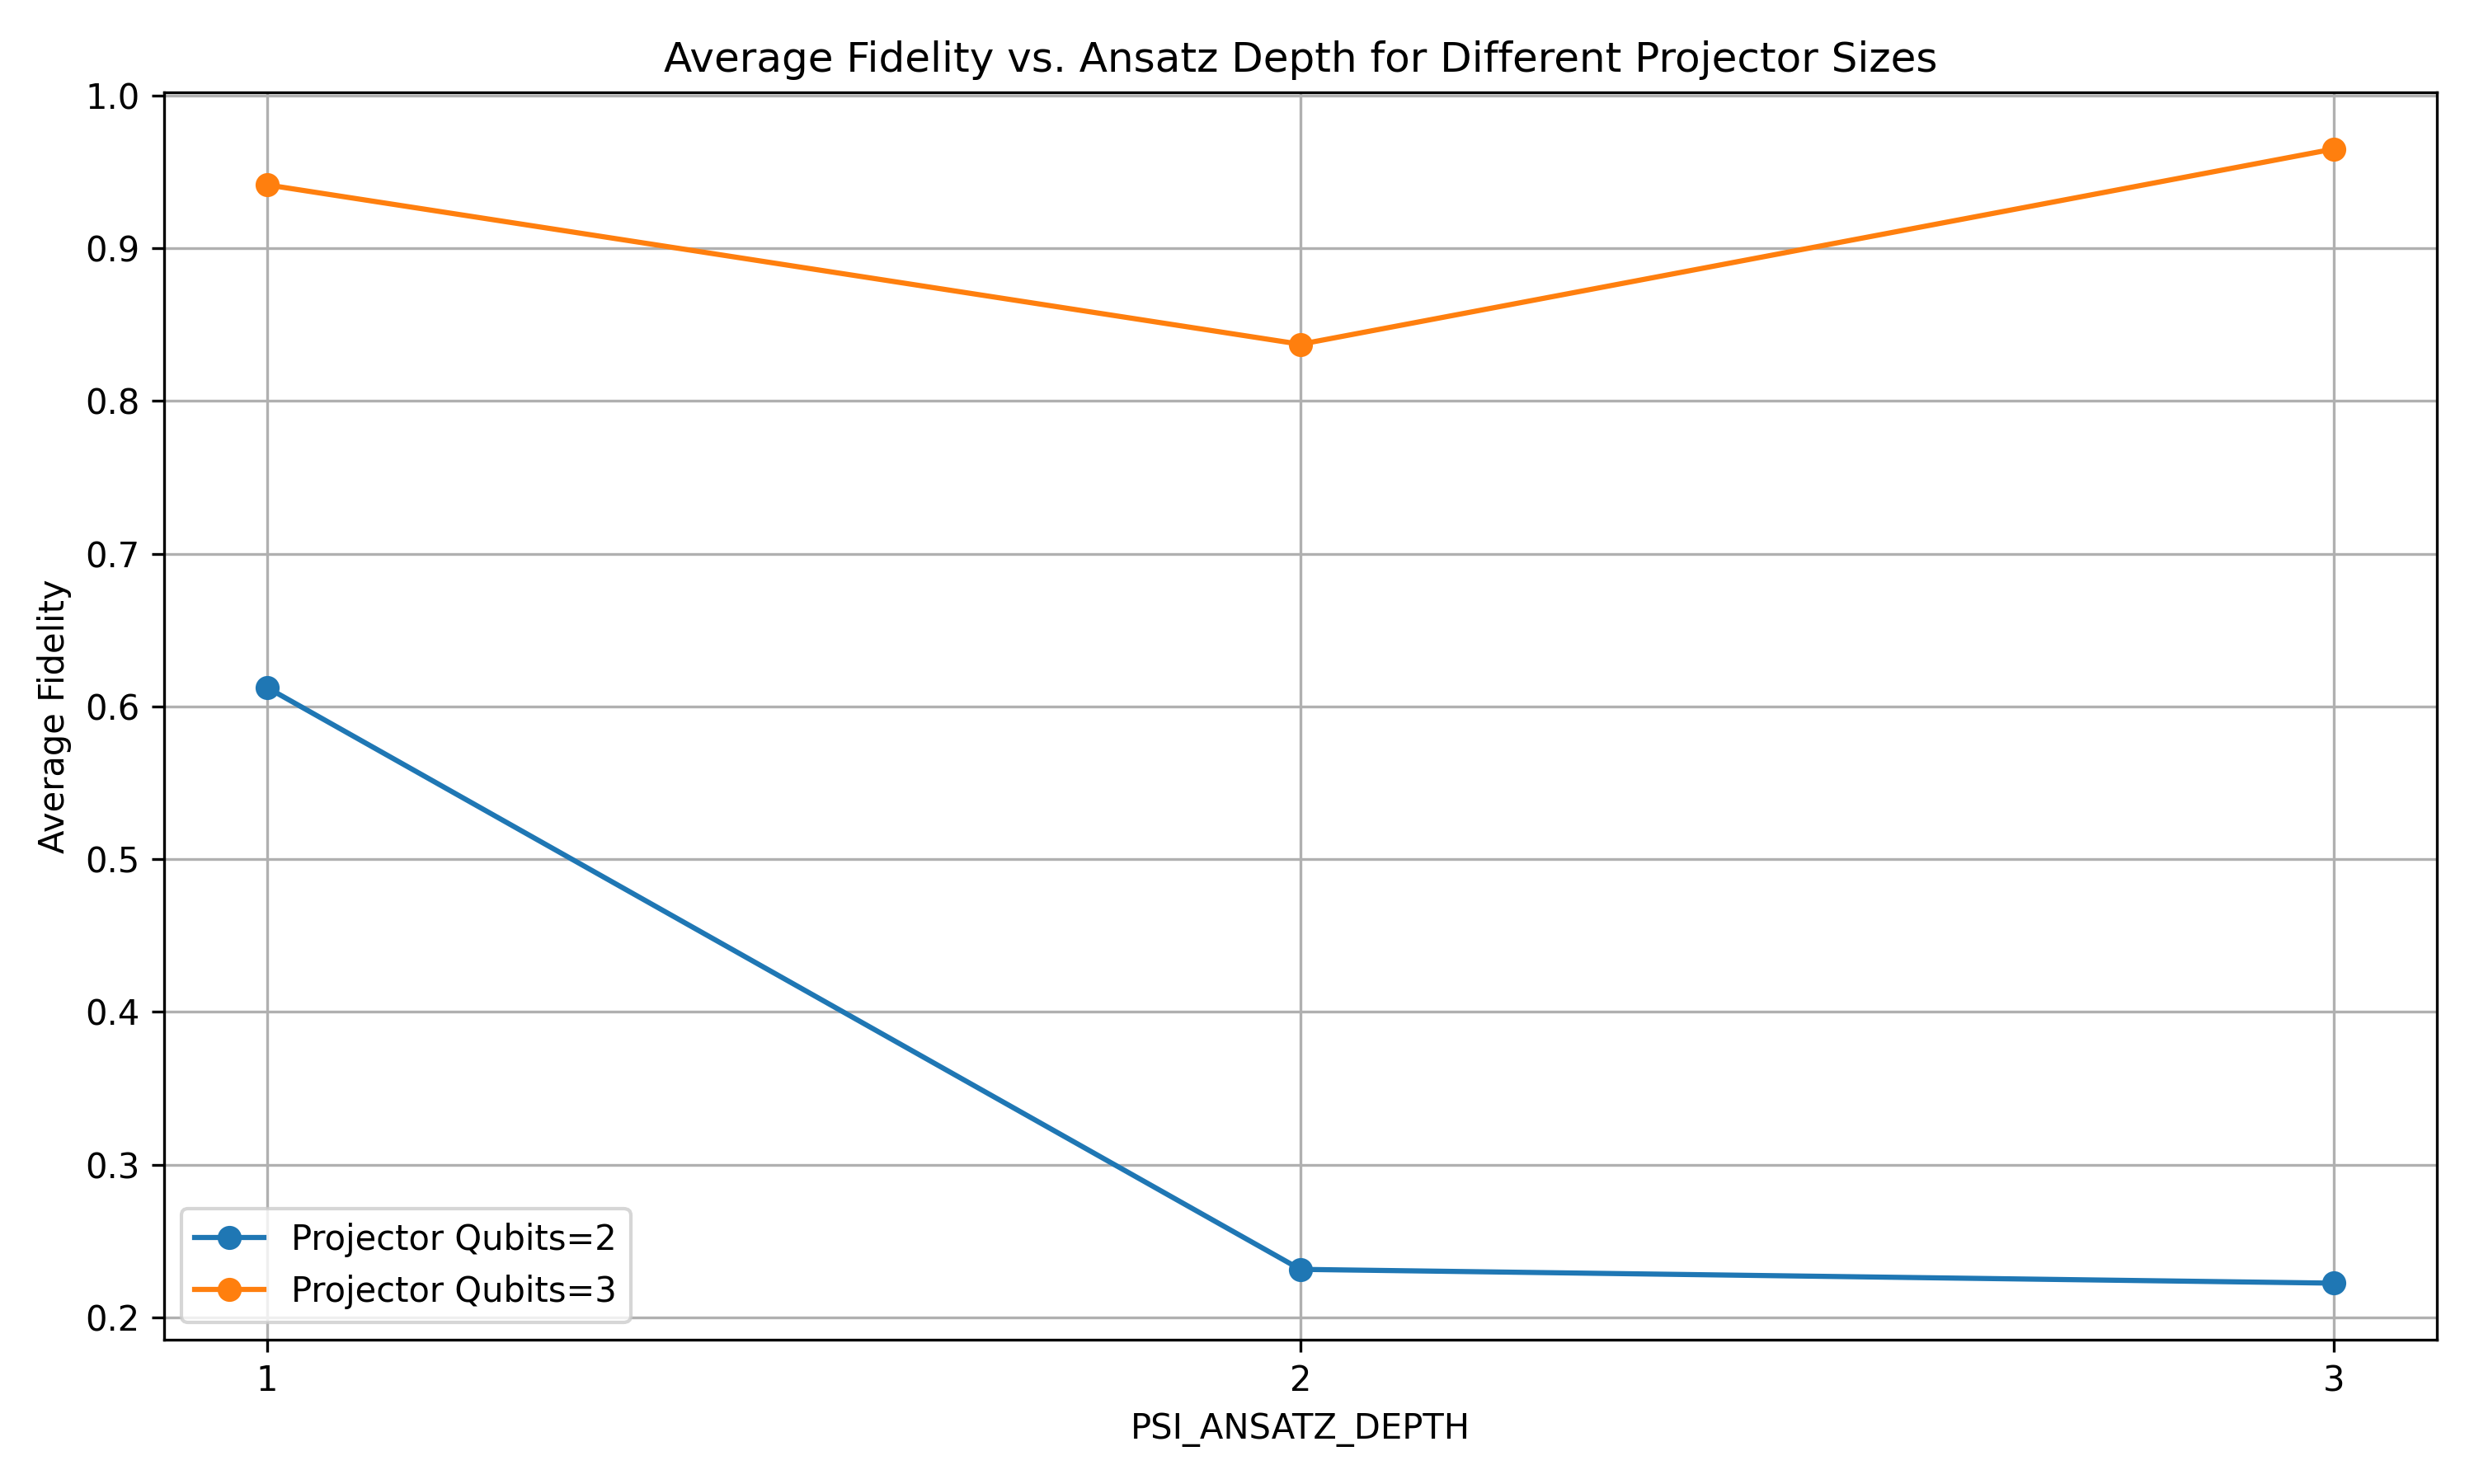 Average Fidelity vs. Ansatz Depth for Different Projector Sizes
1.0
0.9
0.8
0.7
0.6
0.5
0.4
0.3
0.2
Average Fidelity
Projector Qubits=2
Projector Qubits=3
1
2
3
PSI_ANSATZ_DEPTH